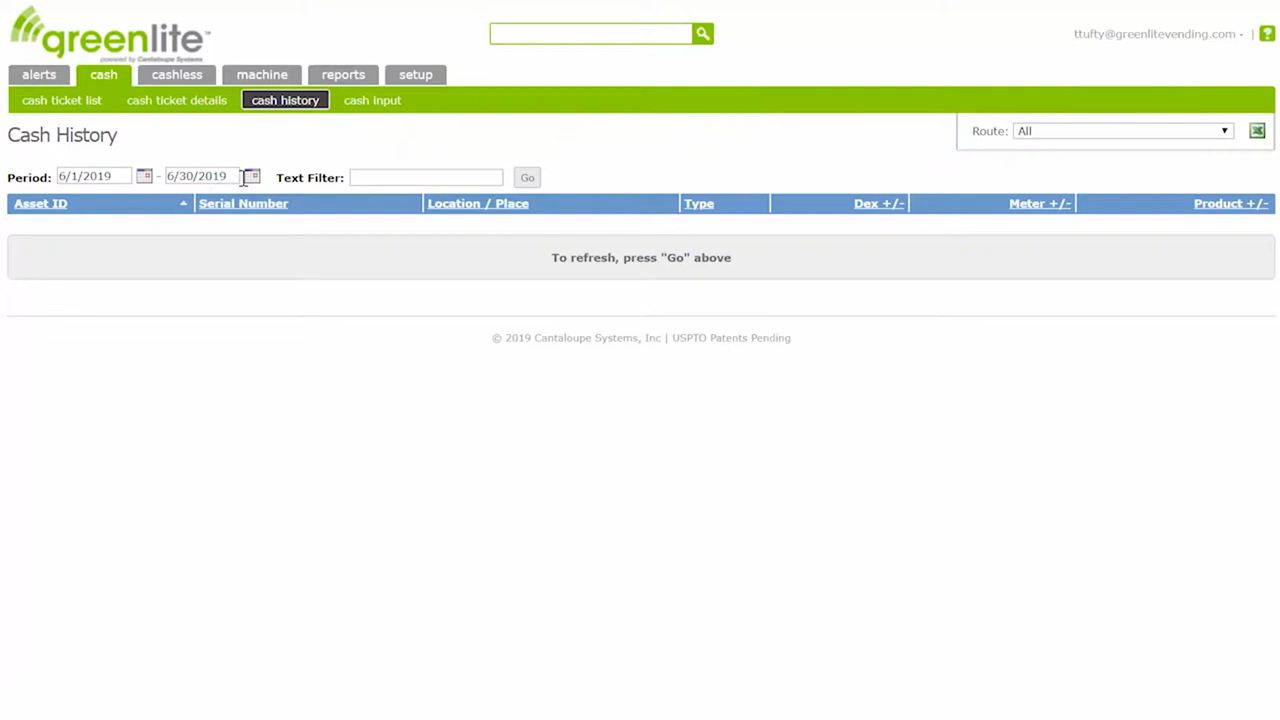 greenlite™
powered by Cantaloupe Systems
ttufty@greenlitevending.com - | ?
alerts cash cashless machine reports setup
cash ticket list cash ticket details cash history cash input
Cash History
Route: All
Period: 6/1/2019 - 6/30/2019 Text Filter: Go
Asset ID Serial Number Location / Place Type Dex +/- Meter +/- Product +/-
To refresh, press "Go" above
© 2019 Cantaloupe Systems, Inc | USPTO Patents Pending